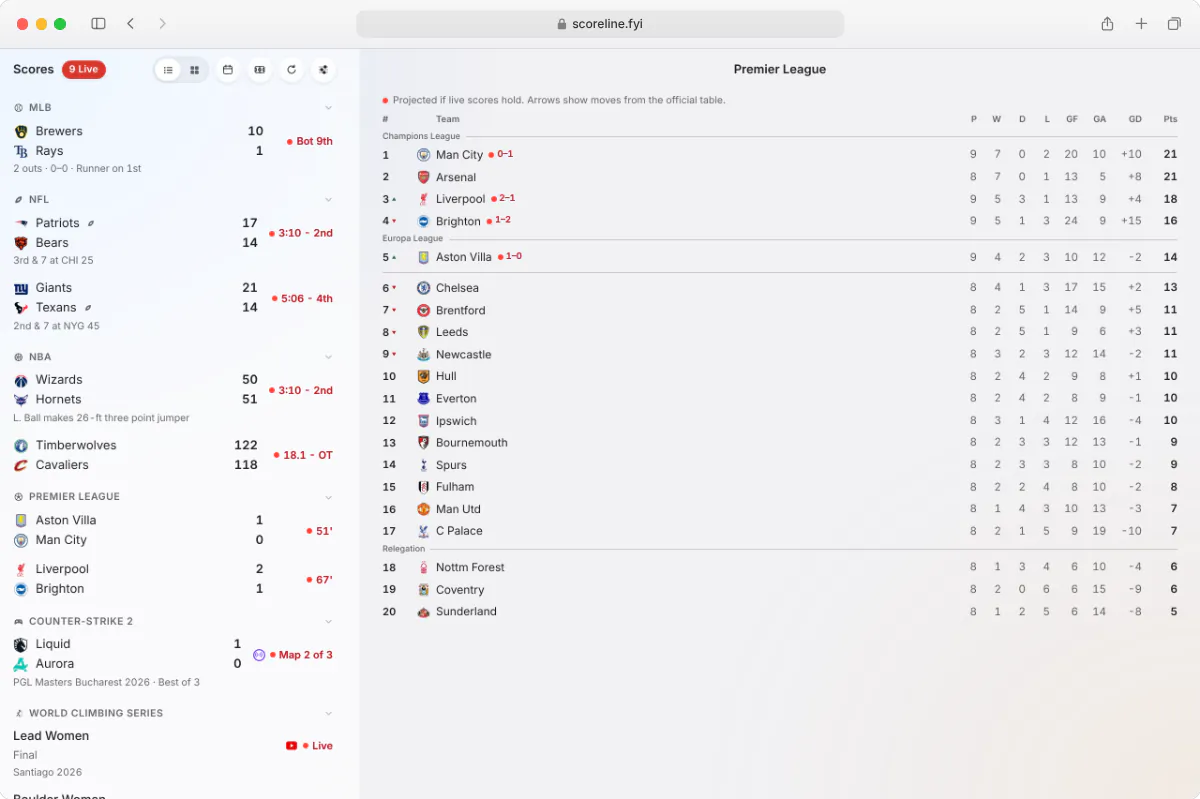 scoreline.fyi
Scores 9 Live
MLB
Brewers 10
Rays 1
Bot 9th
2 outs · 0–0 · Runner on 1st
NFL
Patriots 17
Bears 14
3:10 - 2nd
3rd & 7 at CHI 25
Giants 21
Texans 14
5:06 - 4th
2nd & 7 at NYG 45
NBA
Wizards 50
Hornets 51
3:10 - 2nd
L. Ball makes 26-ft three point jumper
Timberwolves 122
Cavaliers 118
18.1 - OT
PREMIER LEAGUE
Aston Villa 1
Man City 0
51'
Liverpool 2
Brighton 1
67'
COUNTER-STRIKE 2
Liquid 1
Aurora 0
Map 2 of 3
PGL Masters Bucharest 2026 · Best of 3
WORLD CLIMBING SERIES
Lead Women
Live
Final
Santiago 2026
Boulder Women
Premier League
Projected if live scores hold. Arrows show moves from the official table.
# Team P W D L GF GA GD Pts
Champions League
1 Man City 0–1 9 7 0 2 20 10 +10 21
2 Arsenal 8 7 0 1 13 5 +8 21
3 Liverpool 2–1 9 5 3 1 13 9 +4 18
4 Brighton 1–2 9 5 1 3 24 9 +15 16
Europa League
5 Aston Villa 1–0 9 4 2 3 10 12 -2 14
6 Chelsea 8 4 1 3 17 15 +2 13
7 Brentford 8 2 5 1 14 9 +5 11
8 Leeds 8 2 5 1 9 6 +3 11
9 Newcastle 8 3 2 3 12 14 -2 11
10 Hull 8 2 4 2 9 8 +1 10
11 Everton 8 2 4 2 8 9 -1 10
12 Ipswich 8 3 1 4 12 16 -4 10
13 Bournemouth 8 2 3 3 12 13 -1 9
14 Spurs 8 2 3 3 8 10 -2 9
15 Fulham 8 2 2 4 8 10 -2 8
16 Man Utd 8 1 4 3 10 13 -3 7
17 C Palace 8 2 1 5 9 19 -10 7
Relegation
18 Nottm Forest 8 1 3 4 6 10 -4 6
19 Coventry 8 2 0 6 6 15 -9 6
20 Sunderland 8 1 2 5 6 14 -8 5